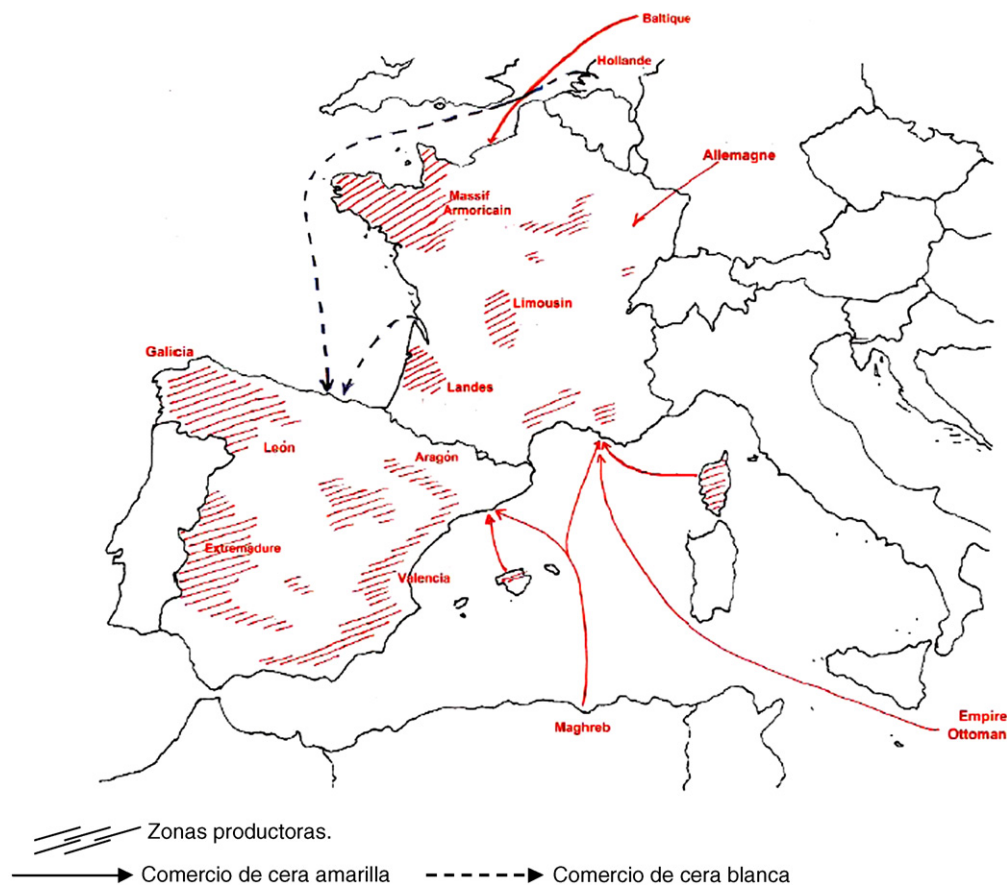 Baltique
Hollande
Allemagne
Massif
Armoricain
Limousin
Galicia
Landes
León
Aragón
Extremadure
Valencia
Maghreb
Empire
Ottoman
Zonas productoras.
Comercio de cera amarilla
Comercio de cera blanca